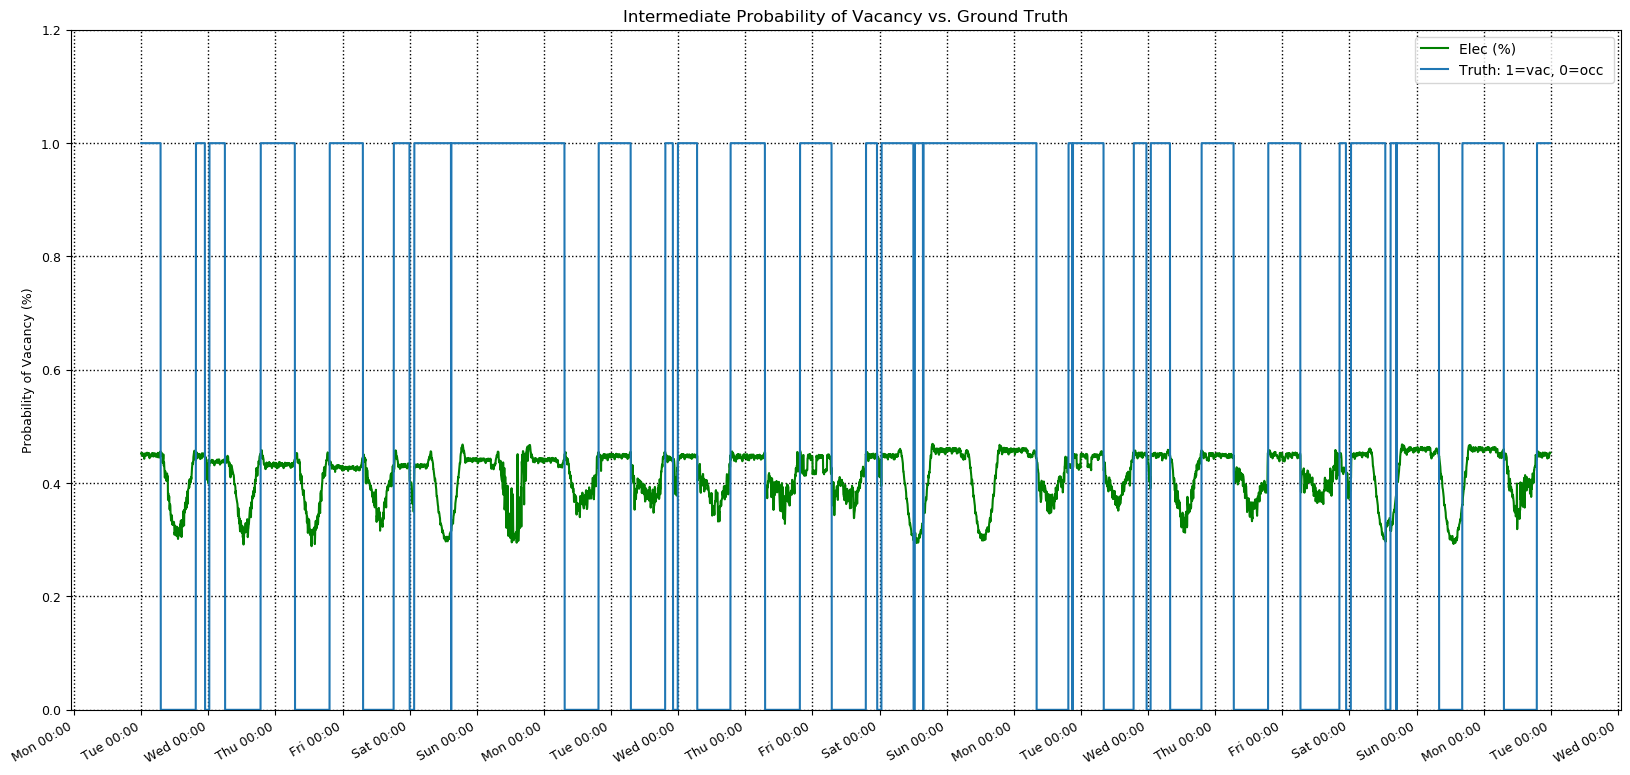 Intermediate Probability of Vacancy vs. Ground Truth
Elec (%)
Truth: 1=vac, 0=occ
Probability of Vacancy (%)
1.2
1.0
0.8
0.6
0.4
0.2
0.0
Mon 00:00
Tue 00:00
Wed 00:00
Thu 00:00
Fri 00:00
Sat 00:00
Sun 00:00
Mon 00:00
Tue 00:00
Wed 00:00
Thu 00:00
Fri 00:00
Sat 00:00
Sun 00:00
Mon 00:00
Tue 00:00
Wed 00:00
Thu 00:00
Fri 00:00
Sat 00:00
Sun 00:00
Mon 00:00
Tue 00:00
Wed 00:00